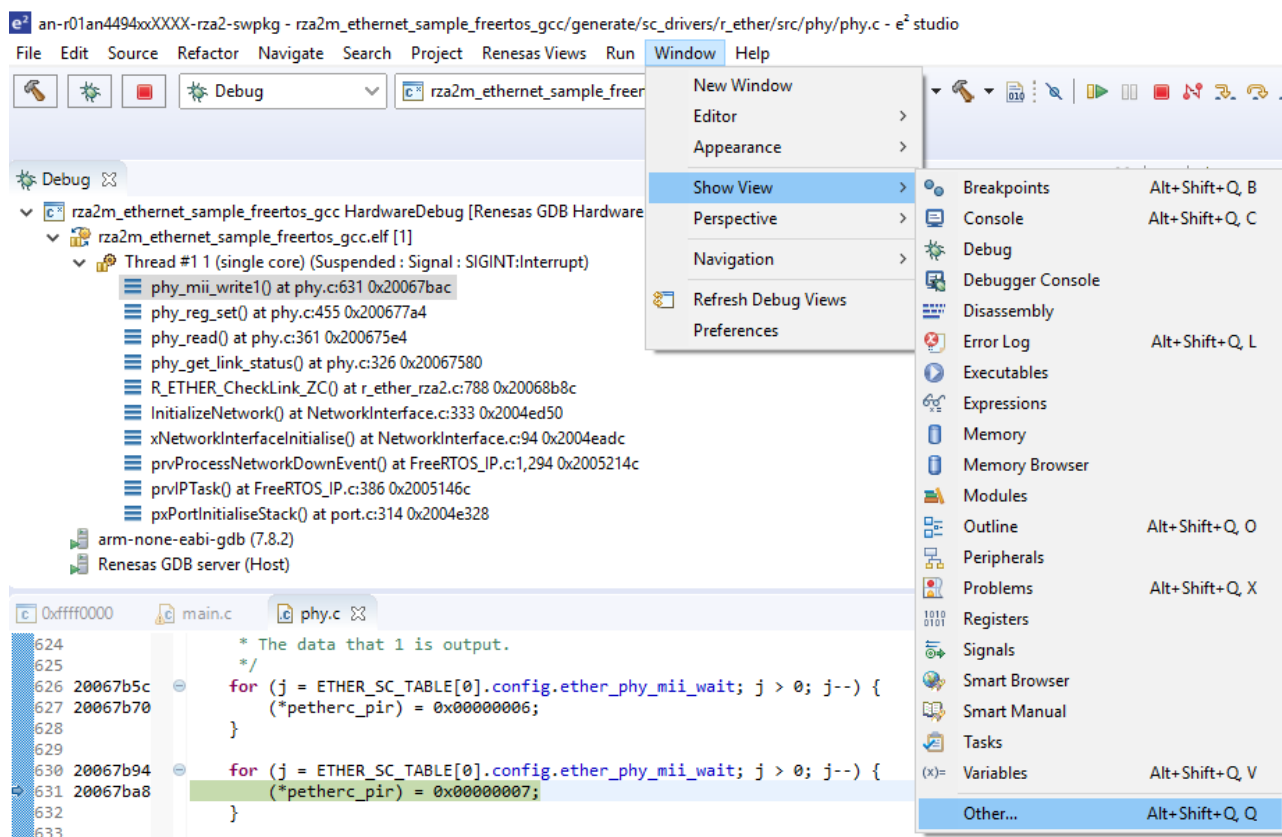 e² an-r01an4494xxXXXX-rza2-swpkg - rza2m_ethernet_sample_freertos_gcc/generate/sc_drivers/r_ether/src/phy/phy.c - e² studio
File Edit Source Refactor Navigate Search Project Renesas Views Run Window Help
Debug
rza2m_ethernet_sample_freer
New Window
Editor
Appearance
Show View
Perspective
Navigation
Refresh Debug Views
Preferences
Breakpoints Alt+Shift+Q, B
Console Alt+Shift+Q, C
Debug
Debugger Console
Disassembly
Error Log Alt+Shift+Q, L
Executables
Expressions
Memory
Memory Browser
Modules
Outline Alt+Shift+Q, O
Peripherals
Problems Alt+Shift+Q, X
Registers
Signals
Smart Browser
Smart Manual
Tasks
Variables Alt+Shift+Q, V
Other... Alt+Shift+Q, Q
Debug
rza2m_ethernet_sample_freertos_gcc HardwareDebug [Renesas GDB Hardware
rza2m_ethernet_sample_freertos_gcc.elf [1]
Thread #1 1 (single core) (Suspended : Signal : SIGINT:Interrupt)
phy_mii_write1() at phy.c:631 0x20067bac
phy_reg_set() at phy.c:455 0x200677a4
phy_read() at phy.c:361 0x200675e4
phy_get_link_status() at phy.c:326 0x20067580
R_ETHER_CheckLink_ZC() at r_ether_rza2.c:788 0x20068b8c
InitializeNetwork() at NetworkInterface.c:333 0x2004ed50
xNetworkInterfaceInitialise() at NetworkInterface.c:94 0x2004eadc
prvProcessNetworkDownEvent() at FreeRTOS_IP.c:1,294 0x2005214c
prvIPTask() at FreeRTOS_IP.c:386 0x2005146c
pxPortInitialiseStack() at port.c:314 0x2004e328
arm-none-eabi-gdb (7.8.2)
Renesas GDB server (Host)
0xffff0000 main.c phy.c
624 * The data that 1 is output.
625 */
626 20067b5c for (j = ETHER_SC_TABLE[0].config.ether_phy_mii_wait; j > 0; j--) {
627 20067b70 (*petherc_pir) = 0x00000006;
628 }
629
630 20067b94 for (j = ETHER_SC_TABLE[0].config.ether_phy_mii_wait; j > 0; j--) {
631 20067ba8 (*petherc_pir) = 0x00000007;
632 }
633